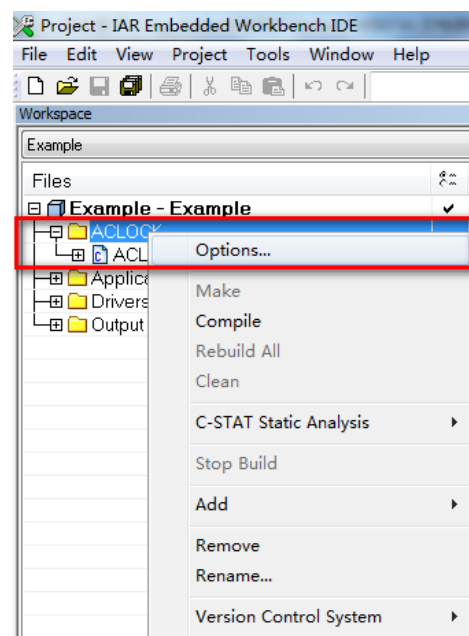 Project - IAR Embedded Workbench IDE
File Edit View Project Tools Window Help
Workspace
Example
Files
Example - Example
ACLOCK
Options...
ACL
Make
Compile
Drivers
Output
Rebuild All
Clean
C-STAT Static Analysis
Stop Build
Add
Remove
Rename...
Version Control System